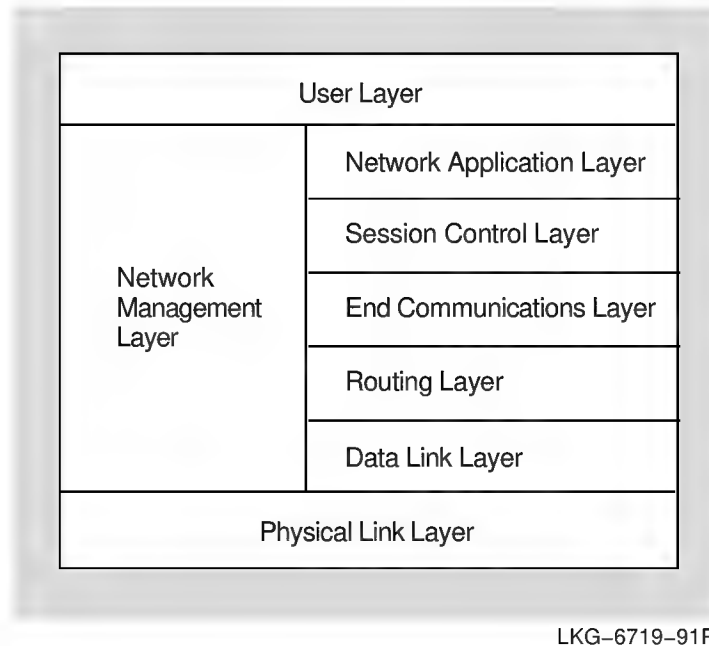 User Layer
Network Application Layer
Session Control Layer
Network
Management
Layer
End Communications Layer
Routing Layer
Data Link Layer
Physical Link Layer
LKG–6719–91R